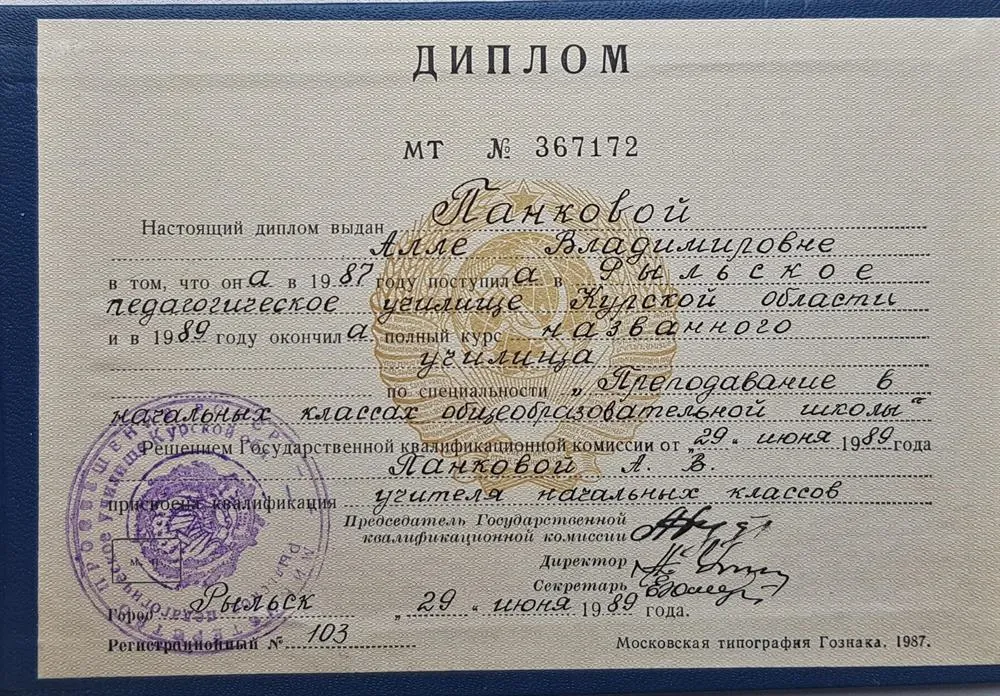 ДИПЛОМ
МТ № 367172
Настоящий диплом выдан Панковой
Алле Владимировне
в том, что он а в 1987 году поступил а в Рыльское
педагогическое училище Курской области
и в 1989 году окончил а полный курс названного
училища
по специальности „Преподавание в
начальных классах общеобразовательной школы"
Решением Государственной квалификационной комиссии от „29" июня 1989 года
Панковой А. В.
присвоена квалификация учителя начальных классов
Председатель Государственной
квалификационной комиссии
Директор
Секретарь
Город Рыльск „29" июня 1989 года.
Регистрационный № 103
Московская типография Гознака. 1987.